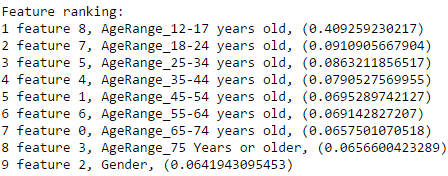 Feature ranking:
1 feature 8, AgeRange_12-17 years old, (0.409259230217)
2 feature 7, AgeRange_18-24 years old, (0.0910905667904)
3 feature 5, AgeRange_25-34 years old, (0.0863211856517)
4 feature 4, AgeRange_35-44 years old, (0.0790527569955)
5 feature 1, AgeRange_45-54 years old, (0.0695289742127)
6 feature 6, AgeRange_55-64 years old, (0.069142827207)
7 feature 0, AgeRange_65-74 years old, (0.0657501070518)
8 feature 3, AgeRange_75 Years or older, (0.0656600423289)
9 feature 2, Gender, (0.0641943095453)